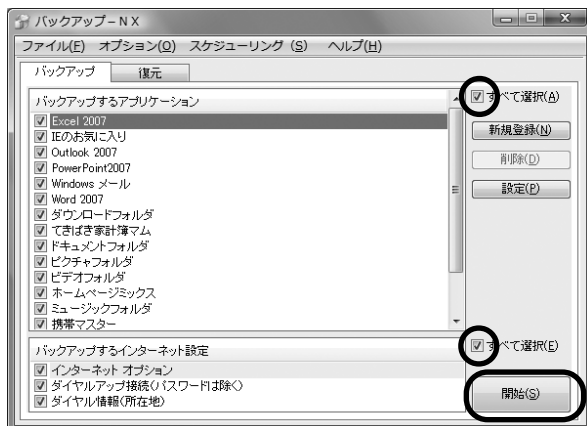 バックアップ－ＮＸ
ファイル(F) オプション(O) スケジューリング (S) ヘルプ(H)
バックアップ 復元
バックアップするアプリケーション
Excel 2007
IEのお気に入り
Outlook 2007
PowerPoint2007
Windows メール
Word 2007
ダウンロードフォルダ
てきぱき家計簿マム
ドキュメントフォルダ
ピクチャフォルダ
ビデオフォルダ
ホームページミックス
ミュージックフォルダ
携帯マスター
すべて選択(A)
新規登録(N)
削除(D)
設定(P)
バックアップするインターネット設定
インターネット オプション
ダイヤルアップ接続(パスワードは除く)
ダイヤル情報(所在地)
すべて選択(E)
開始(S)